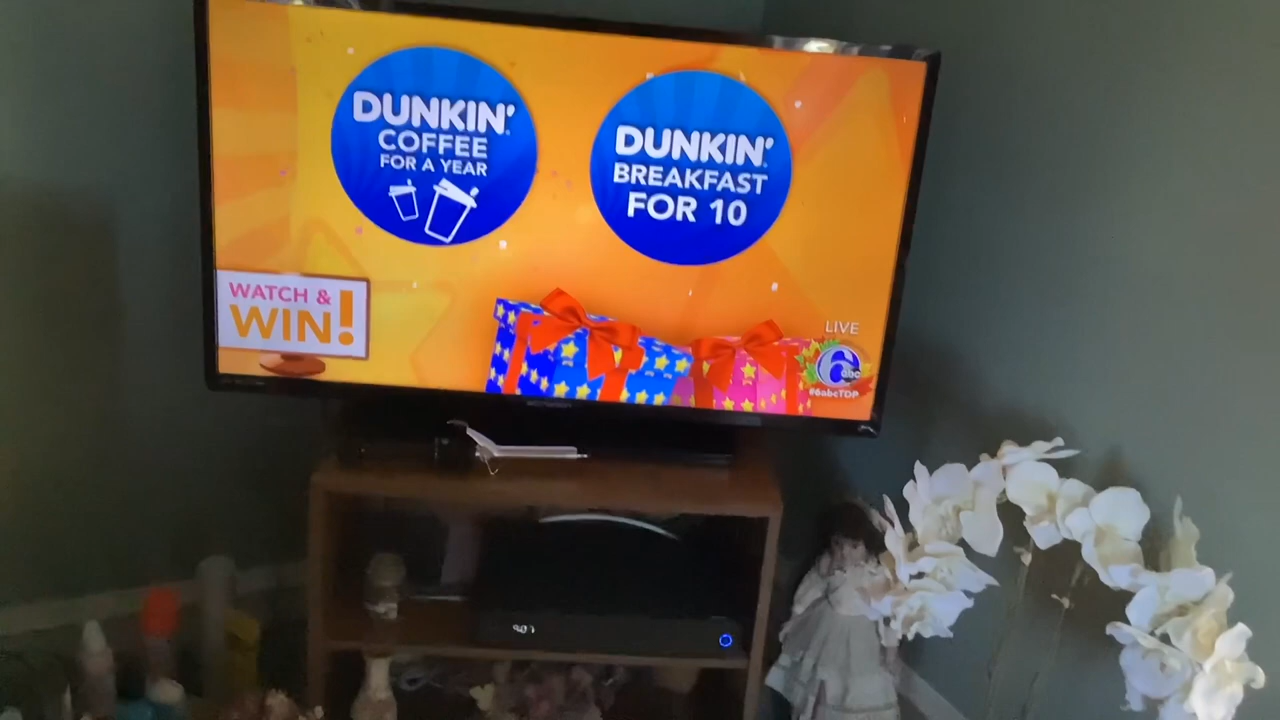 DUNKIN'
COFFEE
FOR A YEAR
DUNKIN'
BREAKFAST
FOR 10
WATCH &
WIN!
LIVE
6abc
#6abcTDP